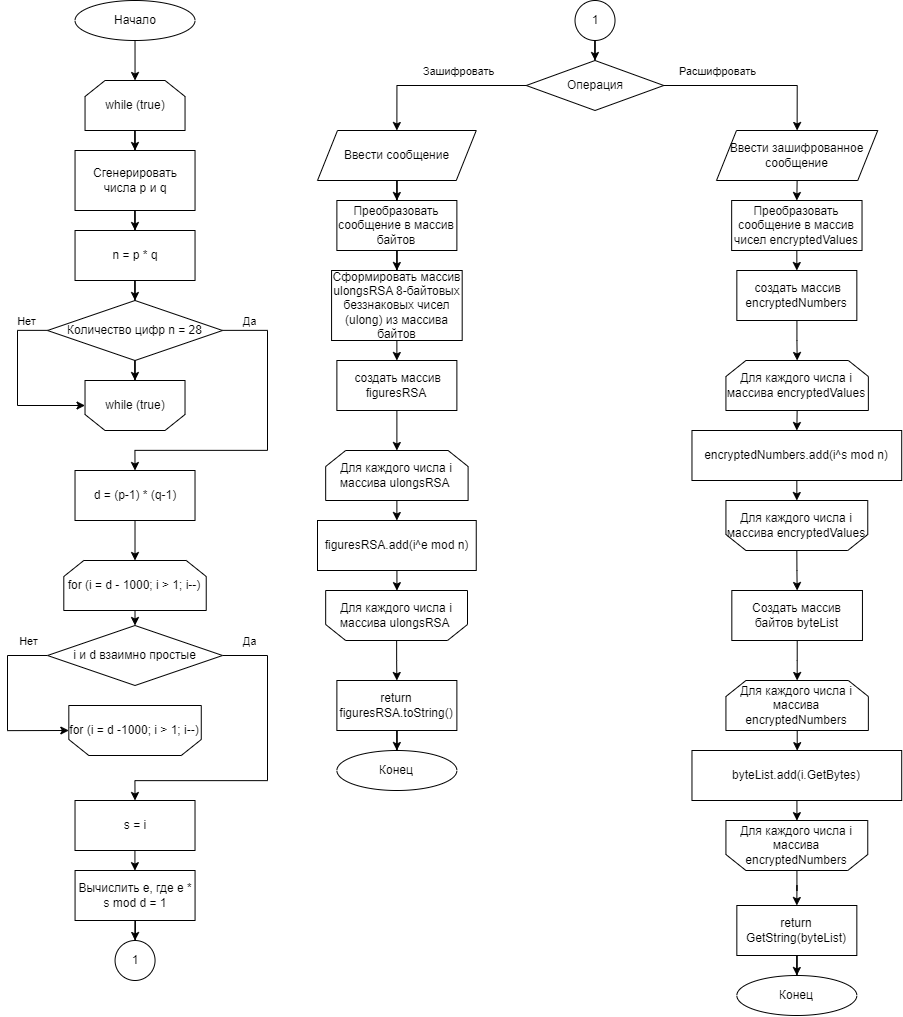 Начало
while (true)
Сгенерировать
числа p и q
n = p * q
Нет
Количество цифр n = 28
Да
while (true)
d = (p-1) * (q-1)
for (i = d - 1000; i > 1; i--)
Нет
i и d взаимно простые
Да
for (i = d -1000; i > 1; i--)
s = i
Вычислить e, где e *
s mod d = 1
1
1
Зашифровать
Операция
Расшифровать
Ввести сообщение
Преобразовать
сообщение в массив
байтов
Сформировать массив
ulongsRSA 8-байтовых
беззнаковых чисел
(ulong) из массива
байтов
создать массив
figuresRSA
Для каждого числа i
массива ulongsRSA
figuresRSA.add(i^e mod n)
Для каждого числа i
массива ulongsRSA
return
figuresRSA.toString()
Конец
Ввести зашифрованное
сообщение
Преобразовать
сообщение в массив
чисел encryptedValues
создать массив
encryptedNumbers
Для каждого числа i
массива encryptedValues
encryptedNumbers.add(i^s mod n)
Для каждого числа i
массива encryptedValues
Создать массив
байтов byteList
Для каждого числа i
массива
encryptedNumbers
byteList.add(i.GetBytes)
Для каждого числа i
массива
encryptedNumbers
return
GetString(byteList)
Конец